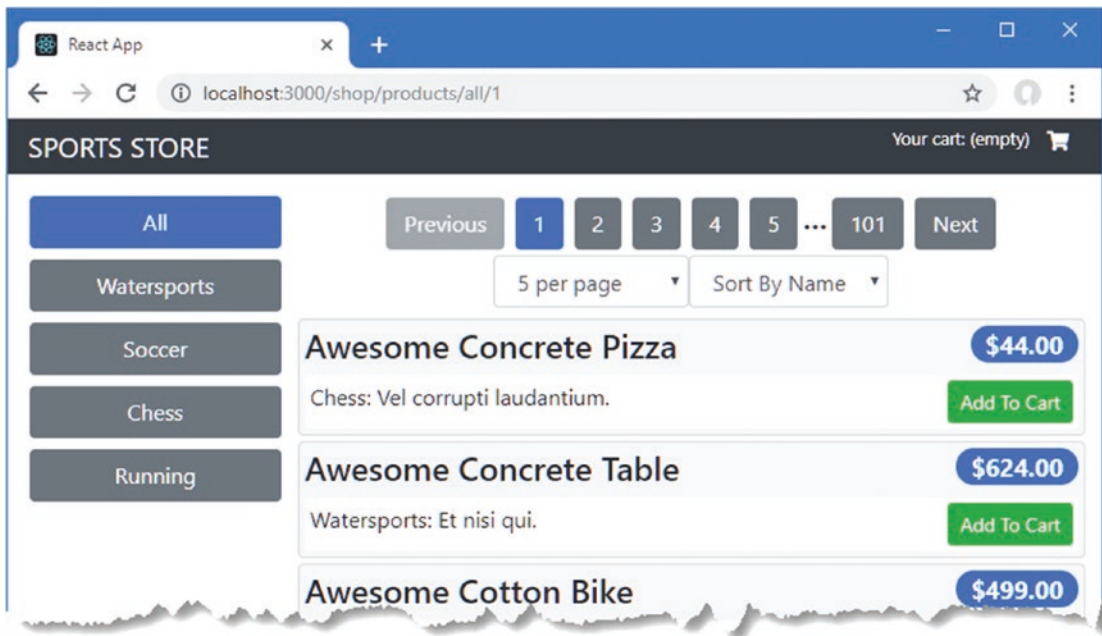 React App
localhost:3000/shop/products/all/1
SPORTS STORE
Your cart: (empty)
All
Watersports
Soccer
Chess
Running
Previous 1 2 3 4 5 ... 101 Next
5 per page Sort By Name
Awesome Concrete Pizza $44.00
Chess: Vel corrupti laudantium. Add To Cart
Awesome Concrete Table $624.00
Watersports: Et nisi qui. Add To Cart
Awesome Cotton Bike $499.00